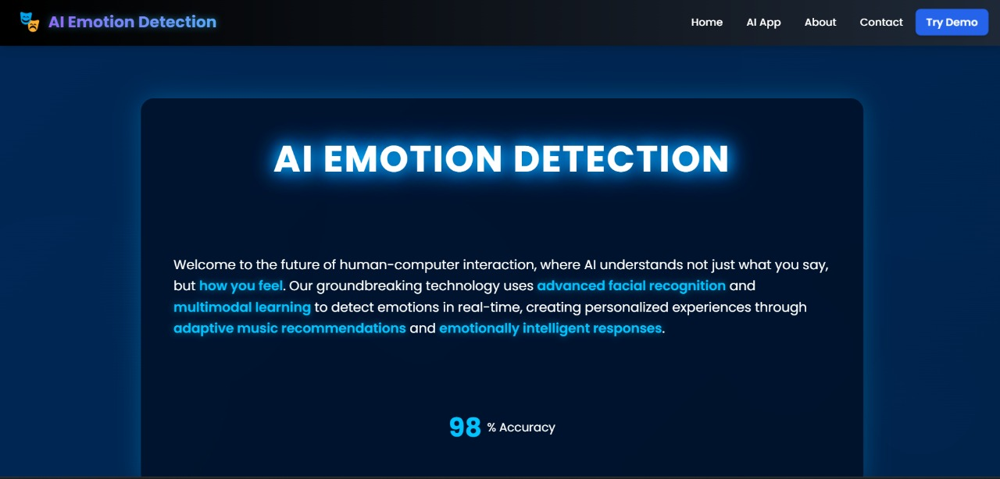 AI Emotion Detection
Home AI App About Contact Try Demo
AI EMOTION DETECTION
Welcome to the future of human-computer interaction, where AI understands not just what you say,
but how you feel. Our groundbreaking technology uses advanced facial recognition and
multimodal learning to detect emotions in real-time, creating personalized experiences through
adaptive music recommendations and emotionally intelligent responses.
98 % Accuracy